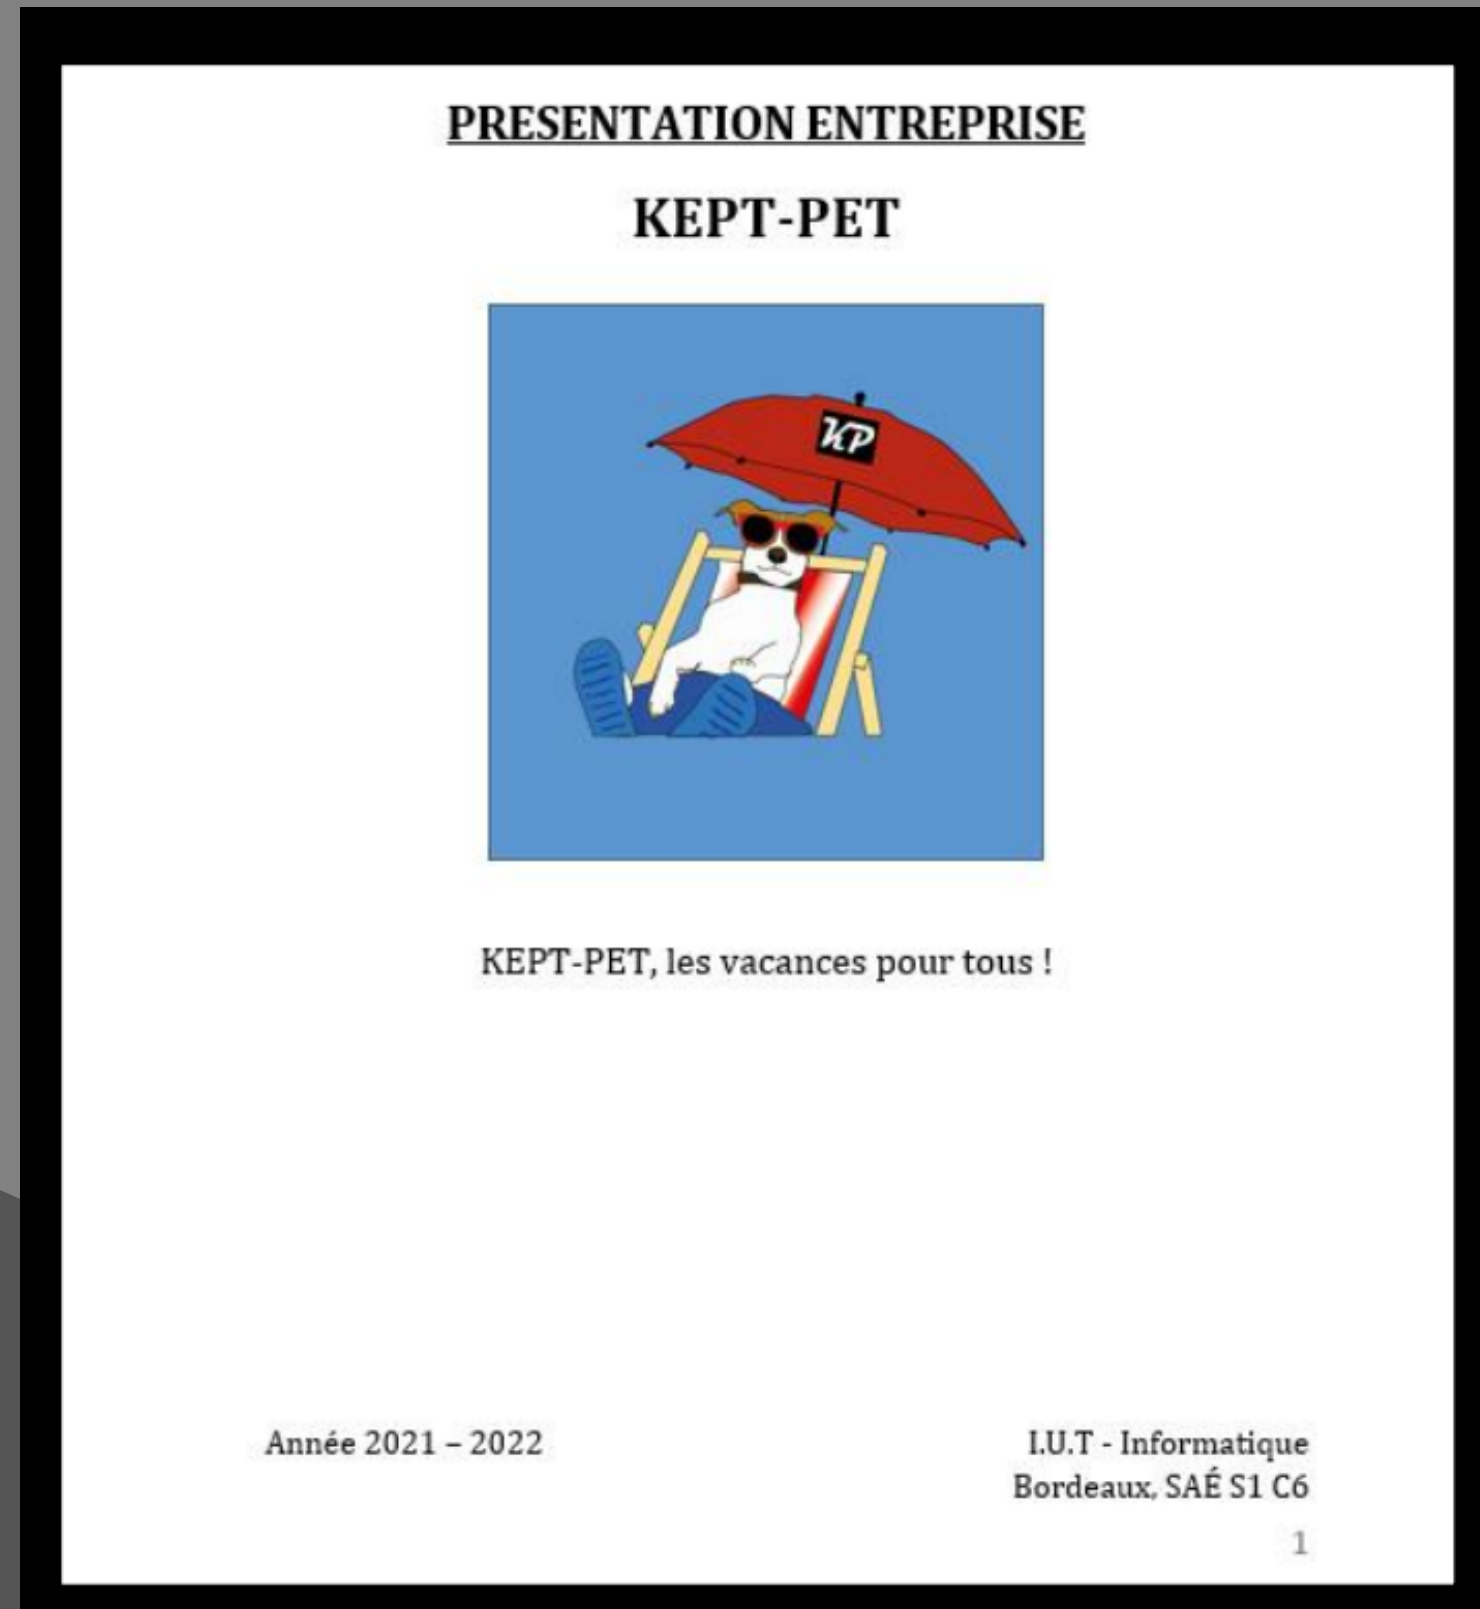 PRESENTATION ENTREPRISE
KEPT-PET
KP
KEPT-PET, les vacances pour tous !
Année 2021 – 2022
I.U.T - Informatique
Bordeaux, SAÉ S1 C6
1